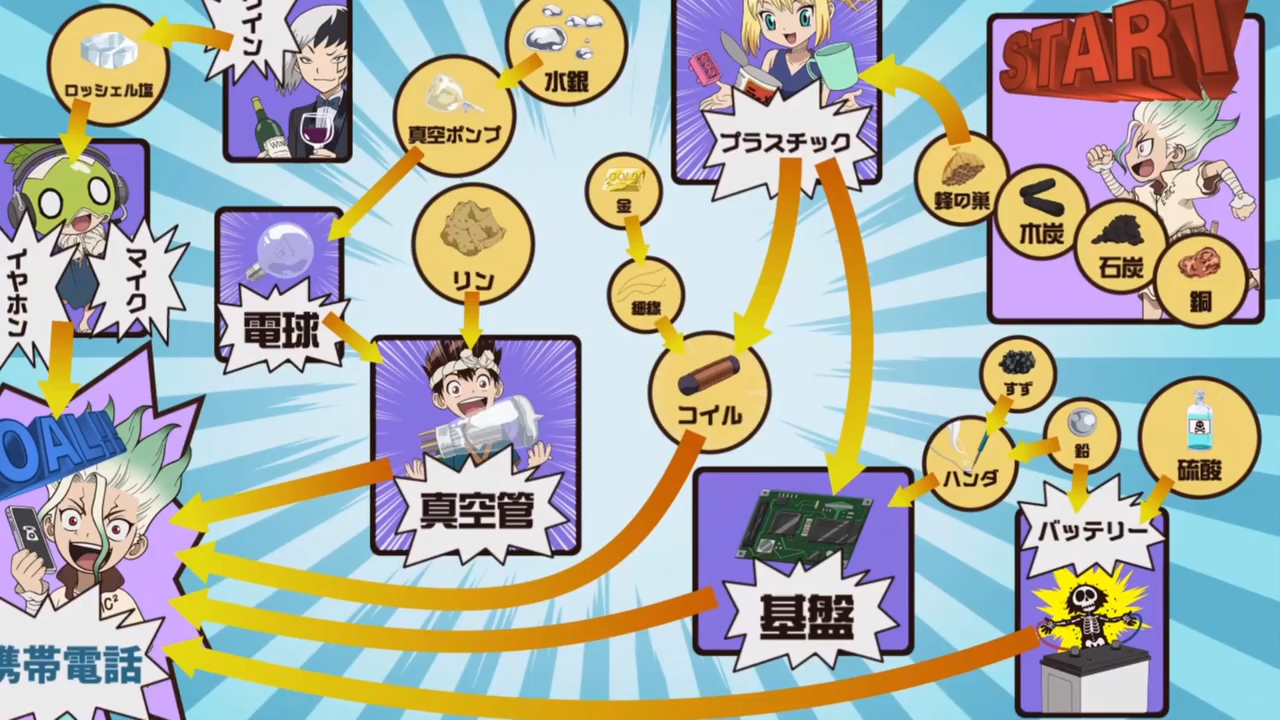 START
蜂の巣
木炭
石炭
銅
プラスチック
水銀
真空ポンプ
ロッシェル塩
イン
WINE
金
細線
リン
電球
マイク
イヤホン
コイル
すず
鉛
硫酸
ハンダ
バッテリー
真空管
基盤
OAL!!
携帯電話